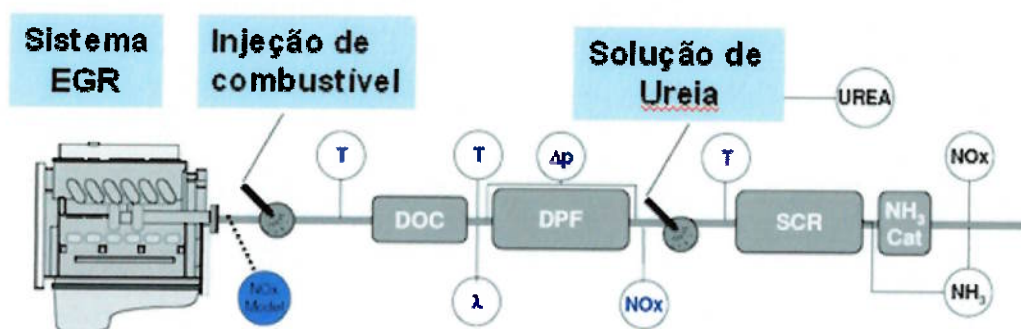 Sistema
EGR
Injeção de
combustível
Solução de
Ureia
UREA
T
T
Δp
T
NOx
DOC
DPF
SCR
NH₃
Cat
NOx
Model
λ
NOx
NH₃